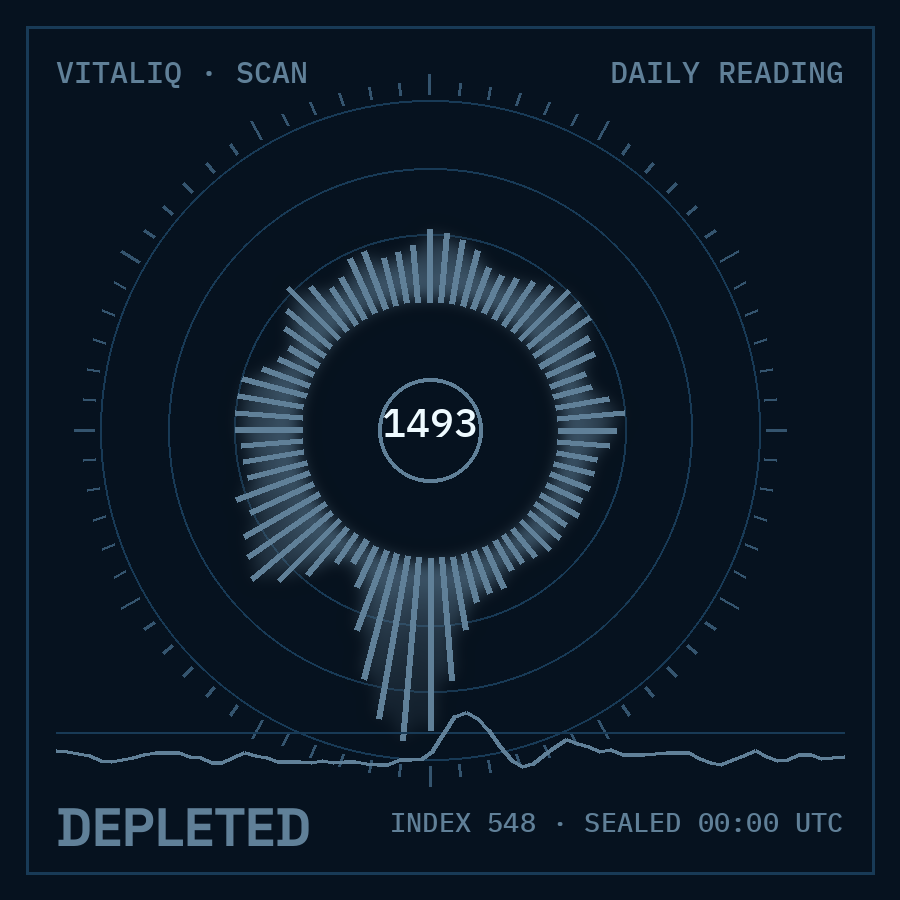 VITALIQ · SCAN
DAILY READING
1493
DEPLETED
INDEX 548 · SEALED 00:00 UTC